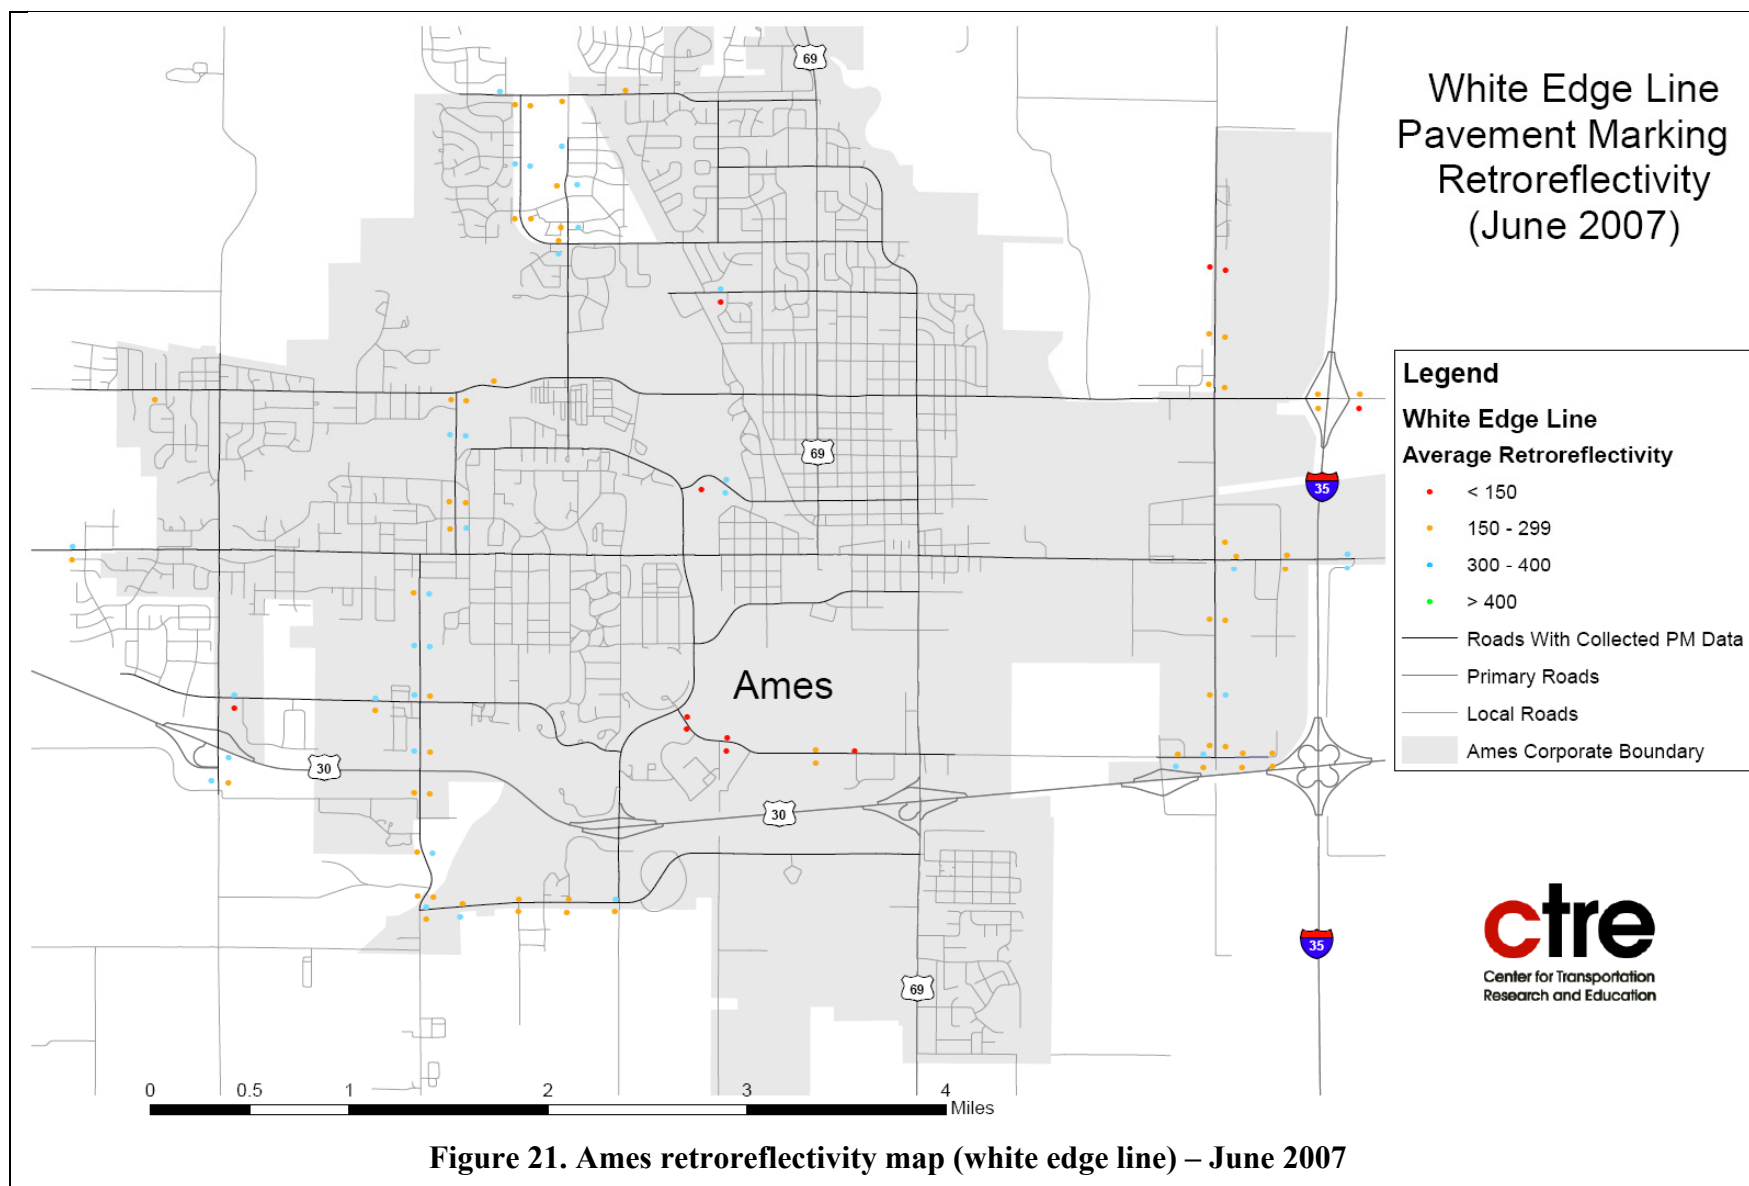 69
White Edge Line
Pavement Marking
Retroreflectivity
(June 2007)
Legend
White Edge Line
Average Retroreflectivity
< 150
150 - 299
300 - 400
> 400
Roads With Collected PM Data
Primary Roads
Local Roads
Ames Corporate Boundary
69
35
Ames
30
30
35
69
ctre
Center for Transportation
Research and Education
0 0.5 1 2 3 4
Miles
Figure 21. Ames retroreflectivity map (white edge line) – June 2007